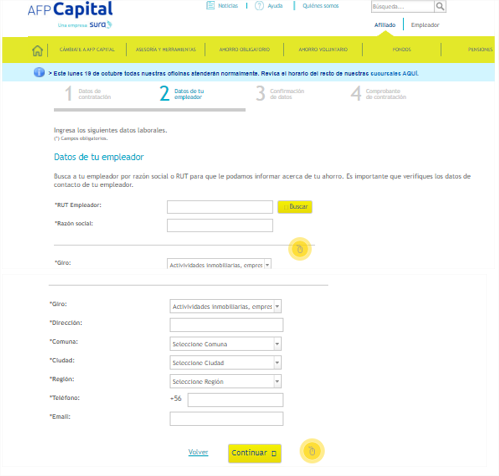 AFP Capital
Una empresa sura
Noticias | Ayuda | Quiénes somos
Búsqueda...
Afiliado | Empleador
CÁMBIATE A AFP CAPITAL
ASESORÍA Y HERRAMIENTAS
AHORRO OBLIGATORIO
AHORRO VOLUNTARIO
FONDOS
PENSIONES
> Este lunes 19 de octubre todas nuestras oficinas atenderán normalmente. Revisa el horario del resto de nuestras sucursales AQUÍ.
1 Datos de contratación
2 Datos de tu empleador
3 Confirmación de datos
4 Comprobante de contratación
Ingresa los siguientes datos laborales.
(*) Campos obligatorios.
Datos de tu empleador
Busca a tu empleador por razón social o RUT para que le podamos informar acerca de tu ahorro. Es importante que verifiques los datos de
contacto de tu empleador.
*RUT Empleador:
Buscar
*Razón social:
*Giro:
Activividades inmobiliarias, empres
*Giro:
Activividades inmobiliarias, empres
*Dirección:
*Comuna:
Seleccione Comuna
*Ciudad:
Seleccione Ciudad
*Región:
Seleccione Región
*Teléfono:
+56
*Email:
Volver
Continuar